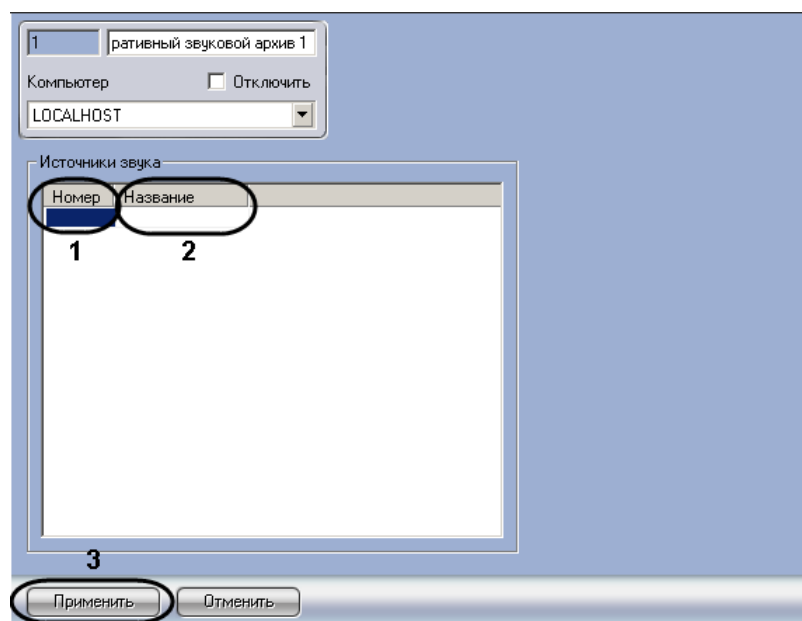 1 ративный звуковой архив 1
Компьютер Отключить
LOCALHOST
Источники звука
Номер Название
1 2
3
Применить Отменить